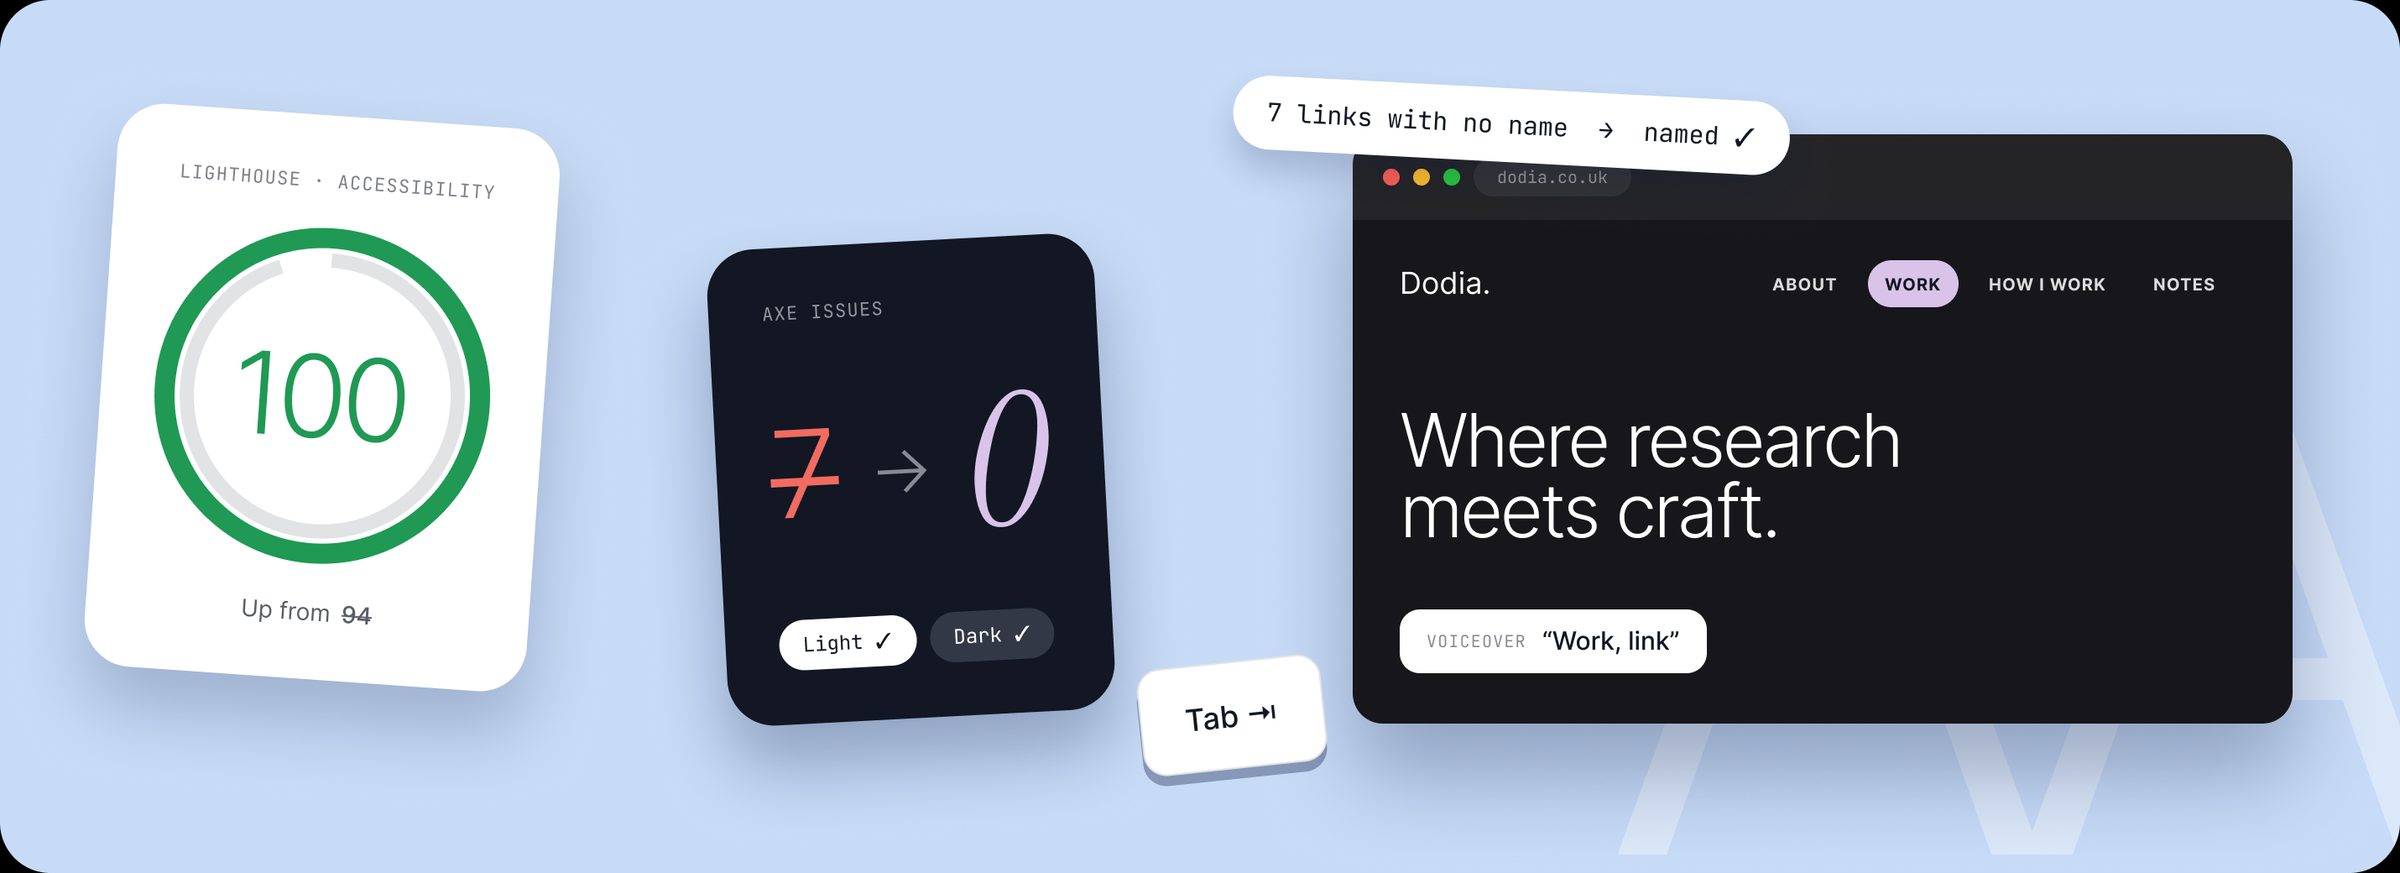 LIGHTHOUSE · ACCESSIBILITY
100
Up from 94
AXE ISSUES
7 → 0
Light ✓
Dark ✓
Tab ⇥
7 links with no name → named ✓
dodia.co.uk
Dodia.
ABOUT WORK HOW I WORK NOTES
Where research
meets craft.
VOICEOVER “Work, link”